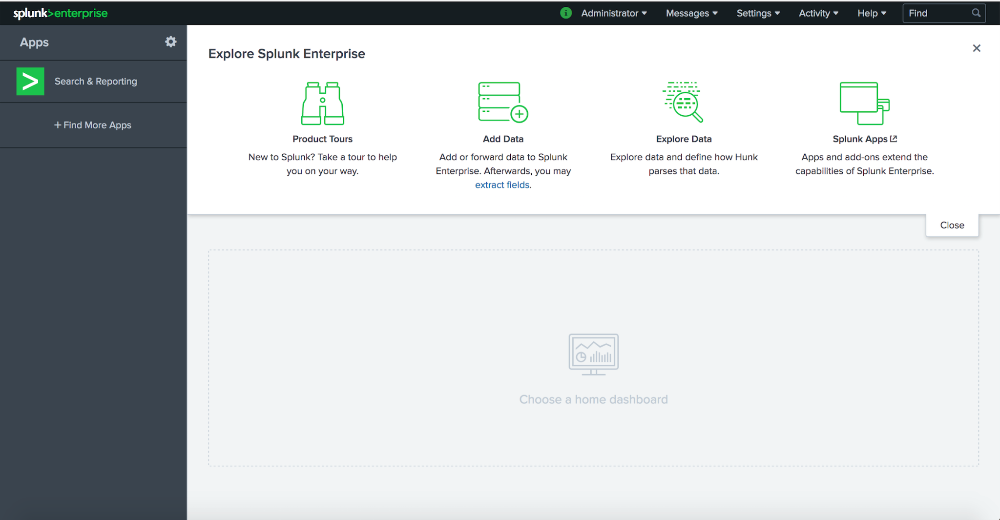 splunk>enterprise
i Administrator Messages Settings Activity Help Find
Apps
Search & Reporting
+ Find More Apps
Explore Splunk Enterprise
Product Tours
New to Splunk? Take a tour to help
you on your way.
Add Data
Add or forward data to Splunk
Enterprise. Afterwards, you may
extract fields.
Explore Data
Explore data and define how Hunk
parses that data.
Splunk Apps
Apps and add-ons extend the
capabilities of Splunk Enterprise.
Close
Choose a home dashboard